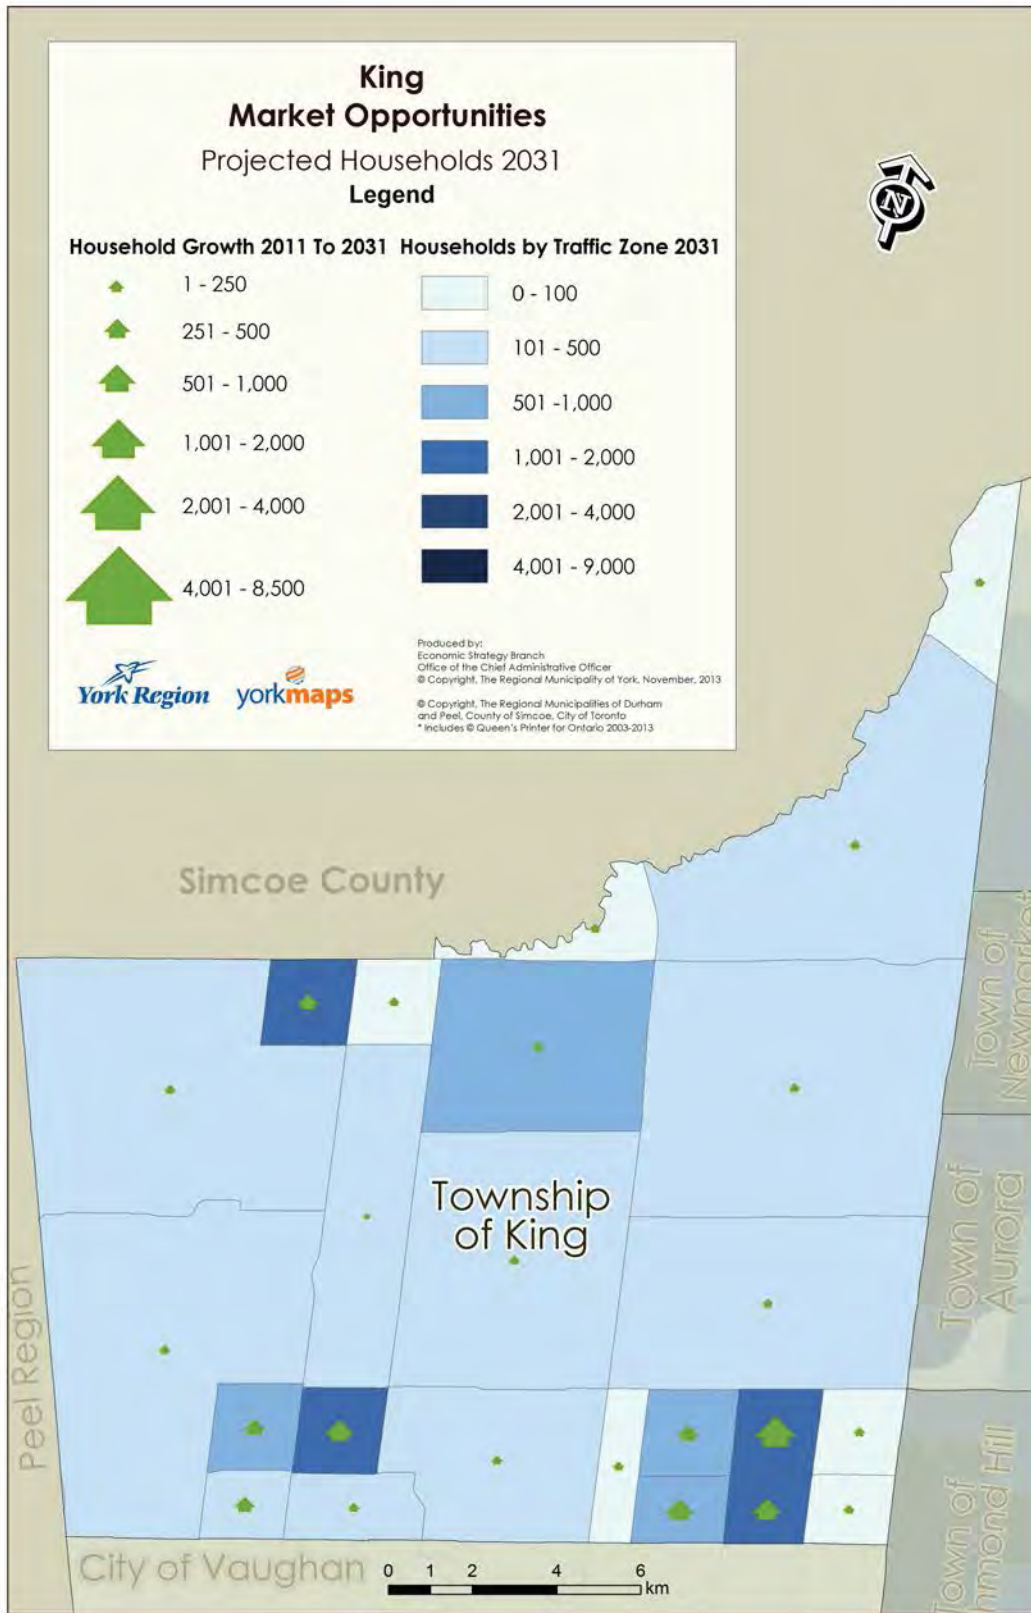 King
Market Opportunities
Projected Households 2031
Legend
Household Growth 2011 To 2031
1 - 250
251 - 500
501 - 1,000
1,001 - 2,000
2,001 - 4,000
4,001 - 8,500
Households by Traffic Zone 2031
0 - 100
101 - 500
501 -1,000
1,001 - 2,000
2,001 - 4,000
4,001 - 9,000
York Region
yorkmaps
Produced by:
Economic Strategy Branch
Office of the Chief Administrative Officer
© Copyright, The Regional Municipality of York, November, 2013
© Copyright, The Regional Municipalities of Durham
and Peel, County of Simcoe, City of Toronto
* Includes © Queen's Printer for Ontario 2003-2013
N
Simcoe County
Town of
Newmarket
Township
of King
Town of
Aurora
Peel Region
Town of
hmond Hill
City of Vaughan
0 1 2 4 6
km